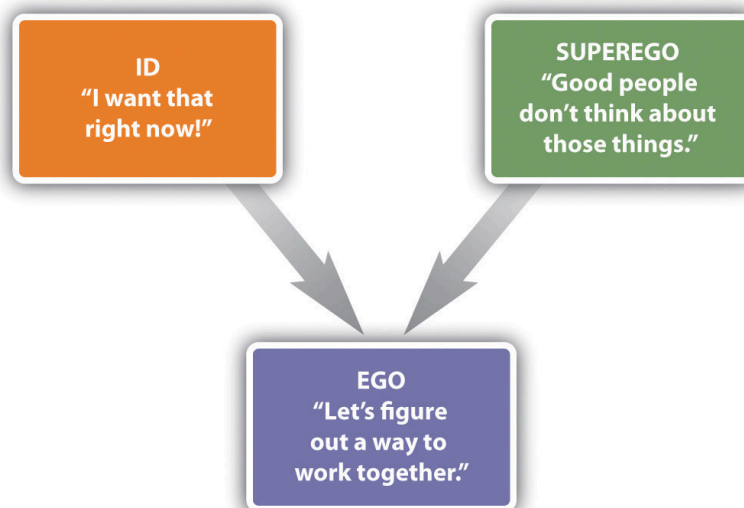 ID
“I want that
right now!”
SUPEREGO
“Good people
don’t think about
those things.”
EGO
“Let’s figure
out a way to
work together.”